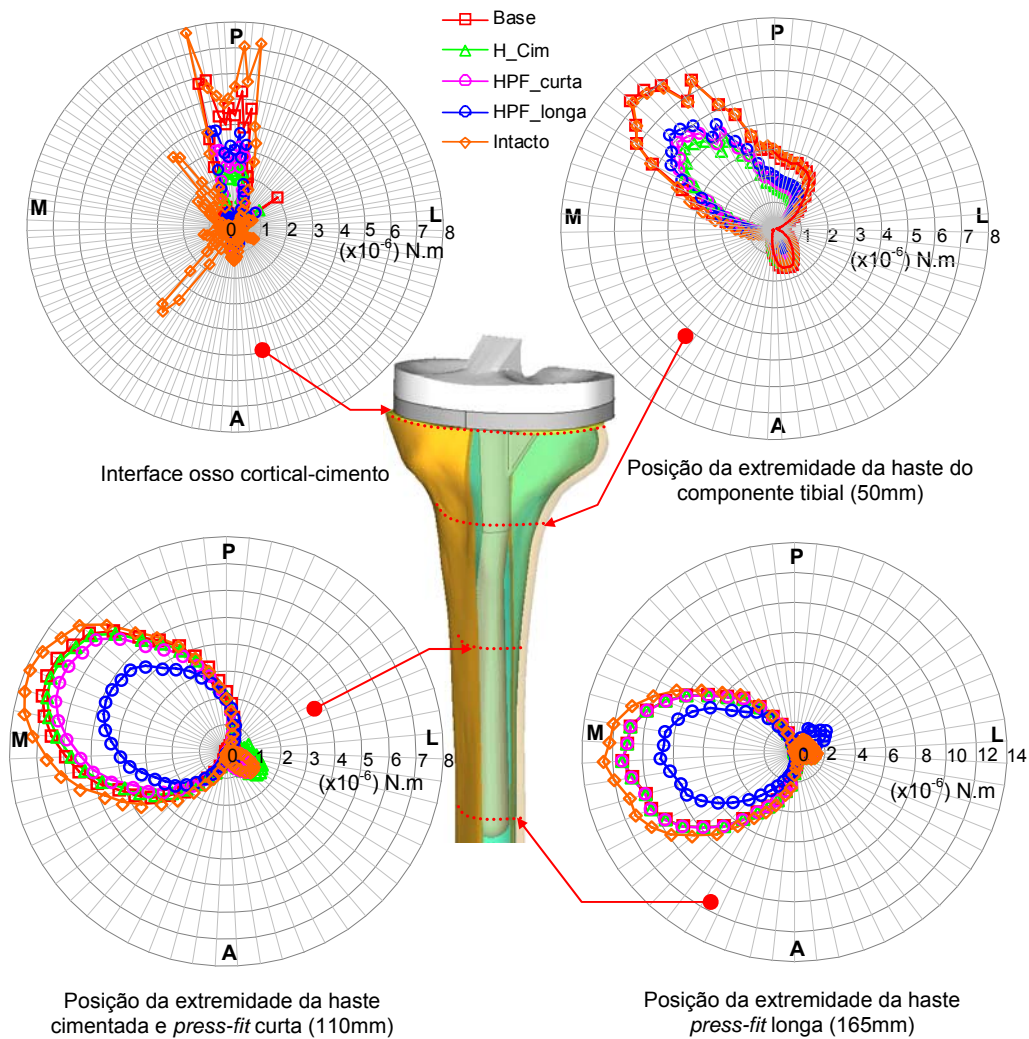 Base
H_Cim
HPF_curta
HPF_longa
Intacto
P
M
L
A
0 1 2 3 4 5 6 7 8
(x10-6) N.m
Interface osso cortical-cimento
P
M
L
A
1 2 3 4 5 6 7 8
(x10-6) N.m
Posição da extremidade da haste do
componente tibial (50mm)
P
M
L
A
0 1 2 3 4 5 6 7 8
(x10-6) N.m
Posição da extremidade da haste
cimentada e press-fit curta (110mm)
P
M
L
A
0 2 4 6 8 10 12 14
(x10-6) N.m
Posição da extremidade da haste
press-fit longa (165mm)